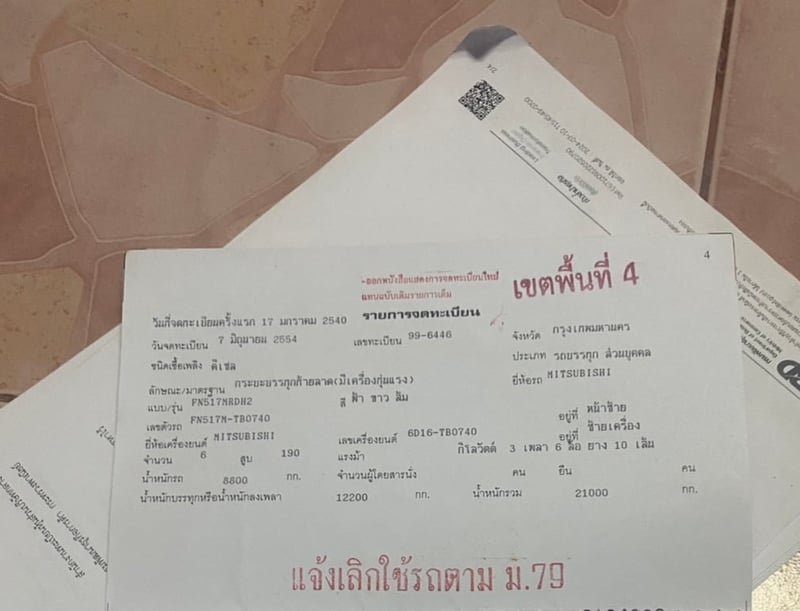 4
-ออกหนังสือแสดงการจดทะเบียนใหม่
แทนฉบับเดิมรายการเต็ม
เขตพื้นที่ 4
วันที่จดทะเบียนครั้งแรก 17 มกราคม 2540 รายการจดทะเบียน
วันจดทะเบียน 7 มิถุนายน 2554 เลขทะเบียน 99-6446 จังหวัด กรุงเทพมหานคร
ชนิดเชื้อเพลิง ดีเซล ประเภท รถบรรทุก ส่วนบุคคล
ลักษณะ/มาตรฐาน กระบะบรรทุกท้ายลาด(มีเครื่องทุ่นแรง) ยี่ห้อรถ MITSUBISHI
แบบ/รุ่น FN517MRDH2 สี ฟ้า ขาว ส้ม
เลขตัวรถ FN517M-TB0740 อยู่ที่ หน้าซ้าย
ยี่ห้อเครื่องยนต์ MITSUBISHI เลขเครื่องยนต์ 6D16-TB0740 อยู่ที่ ซ้ายเครื่อง
จำนวน 6 สูบ 190 แรงม้า กิโลวัตต์ 3 เพลา 6 ล้อ ยาง 10 เส้น
น้ำหนักรถ 8800 กก. จำนวนผู้โดยสารนั่ง คน ยืน คน
น้ำหนักบรรทุกหรือน้ำหนักลงเพลา 12200 กก. น้ำหนักรวม 21000 กก.
แจ้งเลิกใช้รถตาม ม.79
2/4